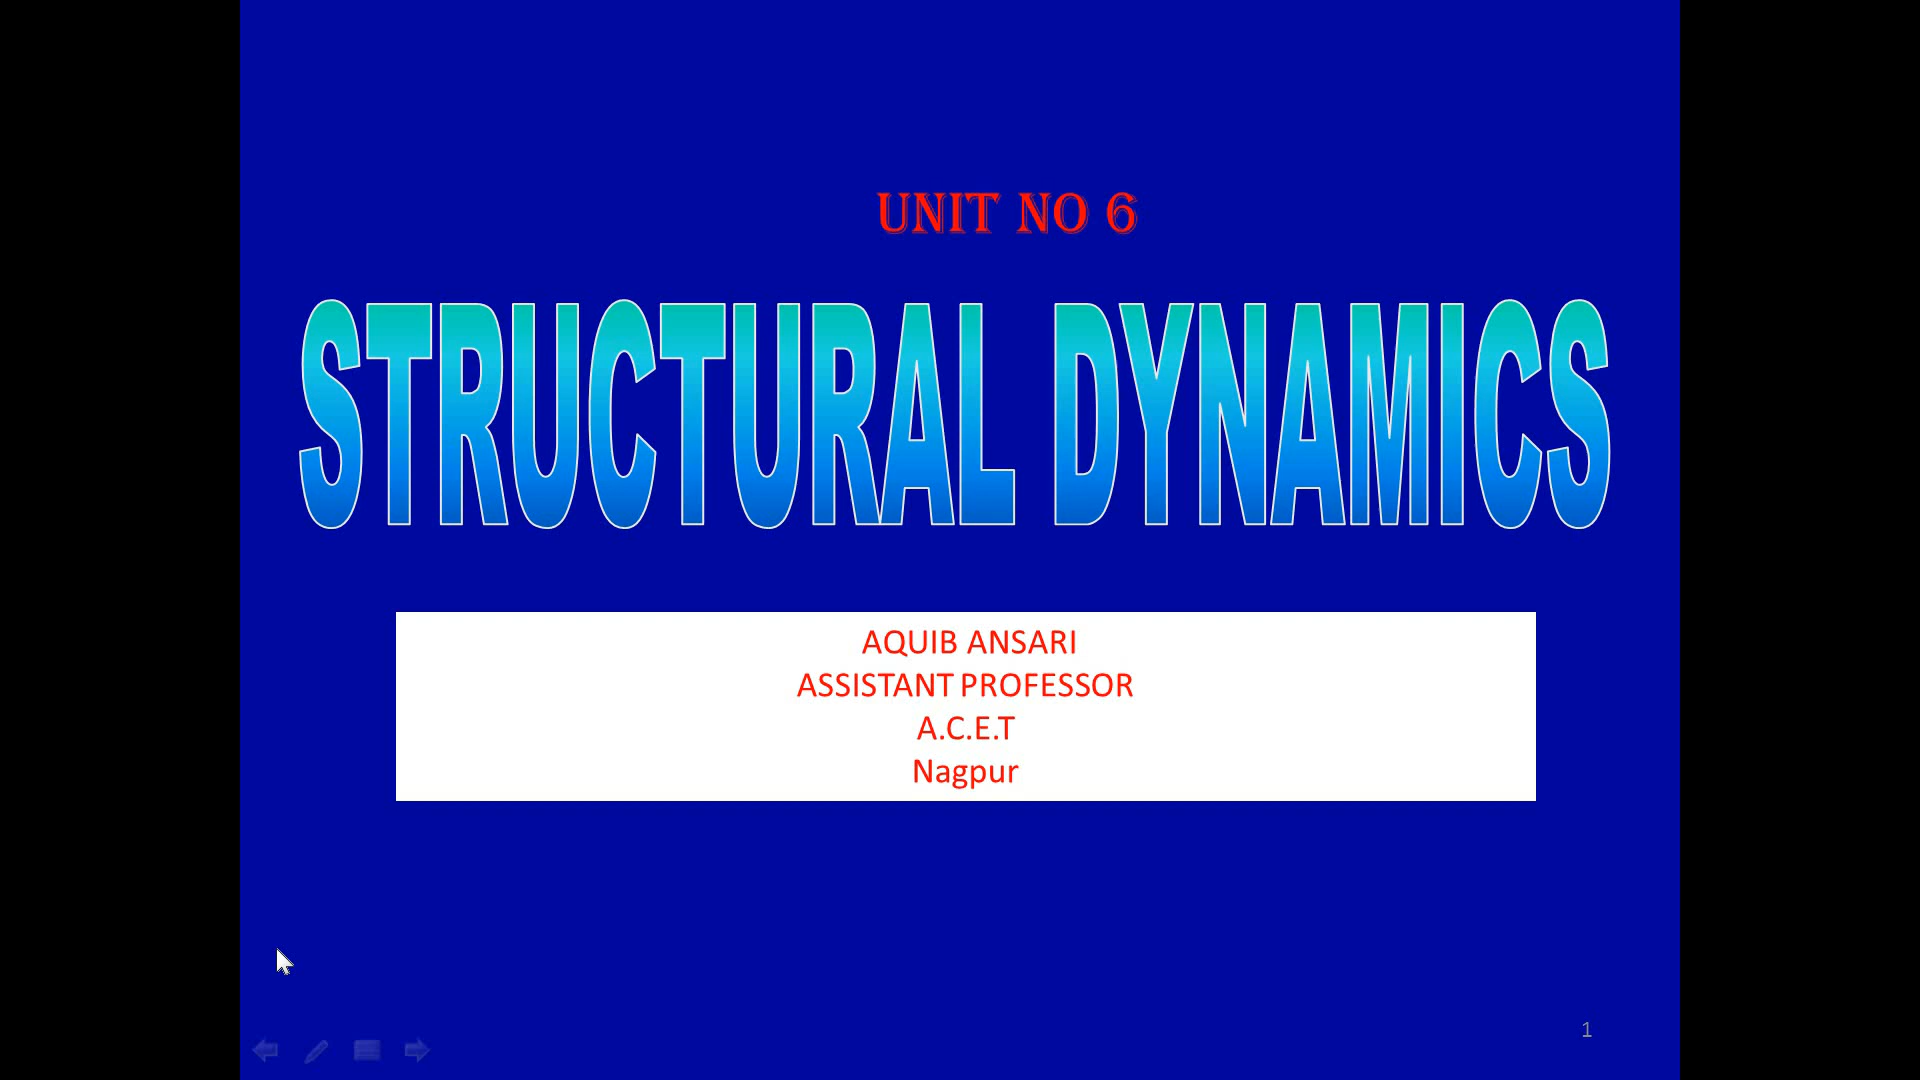 UNIT NO 6
STRUCTURAL DYNAMICS
AQUIB ANSARI
ASSISTANT PROFESSOR
A.C.E.T
Nagpur
1